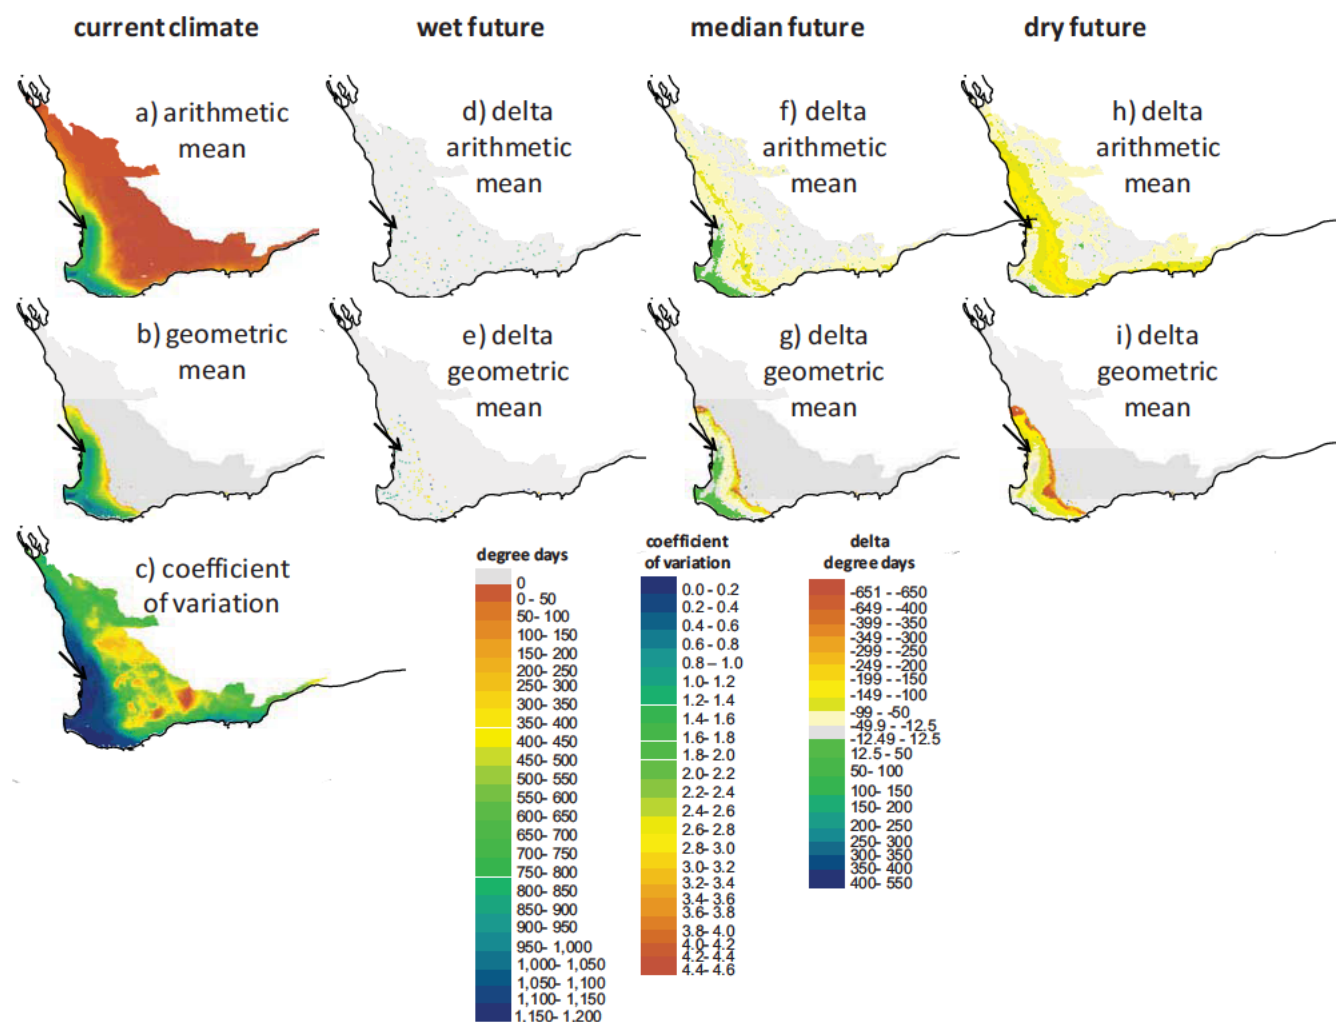 current climate
wet future
median future
dry future
a) arithmetic
mean
d) delta
arithmetic
mean
f) delta
arithmetic
mean
h) delta
arithmetic
mean
b) geometric
mean
e) delta
geometric
mean
g) delta
geometric
mean
i) delta
geometric
mean
c) coefficient
of variation
degree days
0
0 - 50
50- 100
100- 150
150- 200
200- 250
250- 300
300- 350
350- 400
400- 450
450- 500
500- 550
550- 600
600- 650
650- 700
700- 750
750- 800
800- 850
850- 900
900- 950
950- 1,000
1,000- 1,050
1,050- 1,100
1,100- 1,150
1,150- 1,200
coefficient
of variation
0.0 - 0.2
0.2 - 0.4
0.4 - 0.6
0.6 - 0.8
0.8 – 1.0
1.0 - 1.2
1.2 - 1.4
1.4 - 1.6
1.6 - 1.8
1.8 - 2.0
2.0 - 2.2
2.2 - 2.4
2.4 - 2.6
2.6 - 2.8
2.8 - 3.0
3.0 - 3.2
3.2 - 3.4
3.4 - 3.6
3.6 - 3.8
3.8 - 4.0
4.0 - 4.2
4.2 - 4.4
4.4- 4.6
delta
degree days
-651 - -650
-649 - -400
-399 - -350
-349 - -300
-299 - -250
-249 - -200
-199 - -150
-149 - -100
-99 - -50
-49.9 - -12.5
-12.49 - 12.5
12.5 - 50
50- 100
100- 150
150- 200
200- 250
250- 300
300- 350
350- 400
400- 550